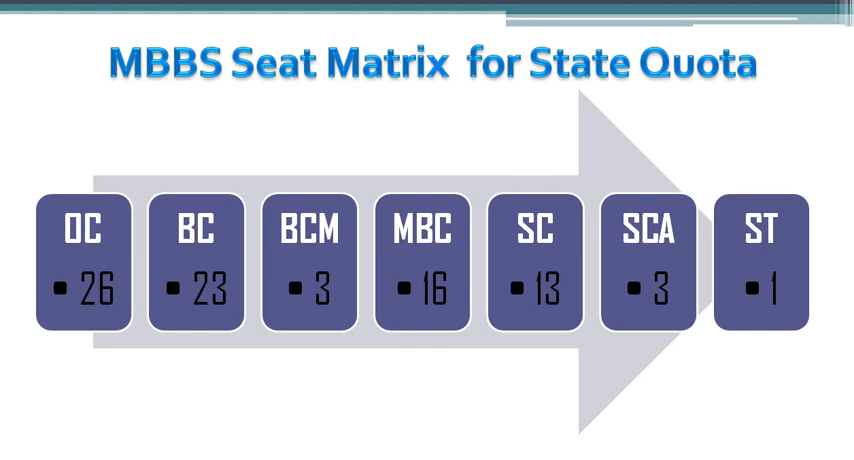 MBBS Seat Matrix for State Quota
OC
▪ 26
BC
▪ 23
BCM
▪ 3
MBC
▪ 16
SC
▪ 13
SCA
▪ 3
ST
▪ 1